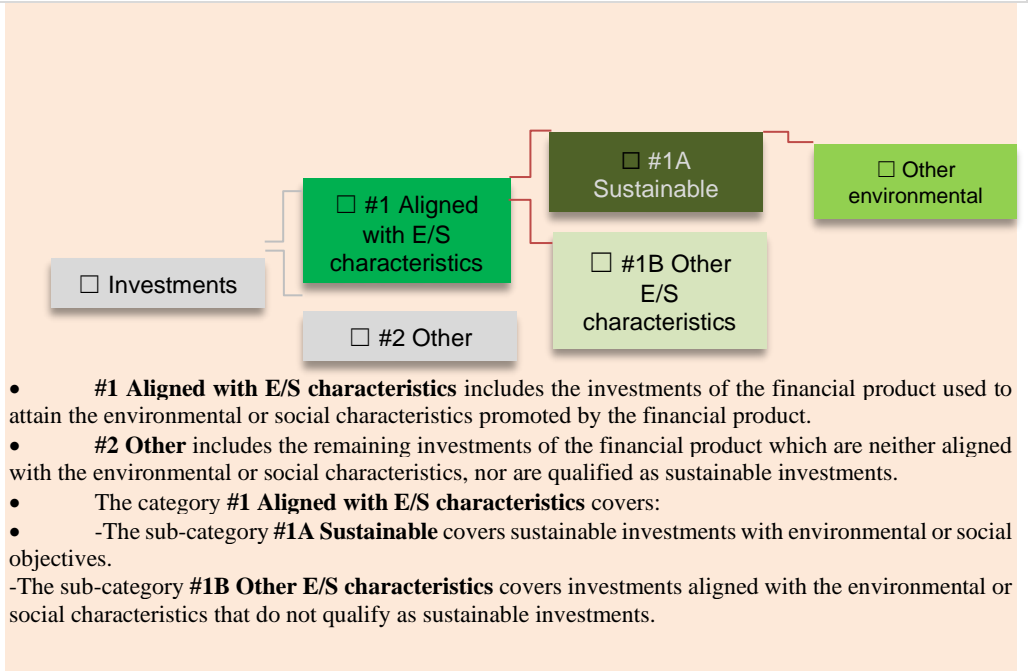 ☐ #1A
Sustainable
☐ Other
environmental
☐ #1 Aligned
with E/S
characteristics
☐ #1B Other
E/S
characteristics
☐ Investments
☐ #2 Other
• #1 Aligned with E/S characteristics includes the investments of the financial product used to
attain the environmental or social characteristics promoted by the financial product.
• #2 Other includes the remaining investments of the financial product which are neither aligned
with the environmental or social characteristics, nor are qualified as sustainable investments.
• The category #1 Aligned with E/S characteristics covers:
• -The sub-category #1A Sustainable covers sustainable investments with environmental or social
objectives.
-The sub-category #1B Other E/S characteristics covers investments aligned with the environmental or
social characteristics that do not qualify as sustainable investments.